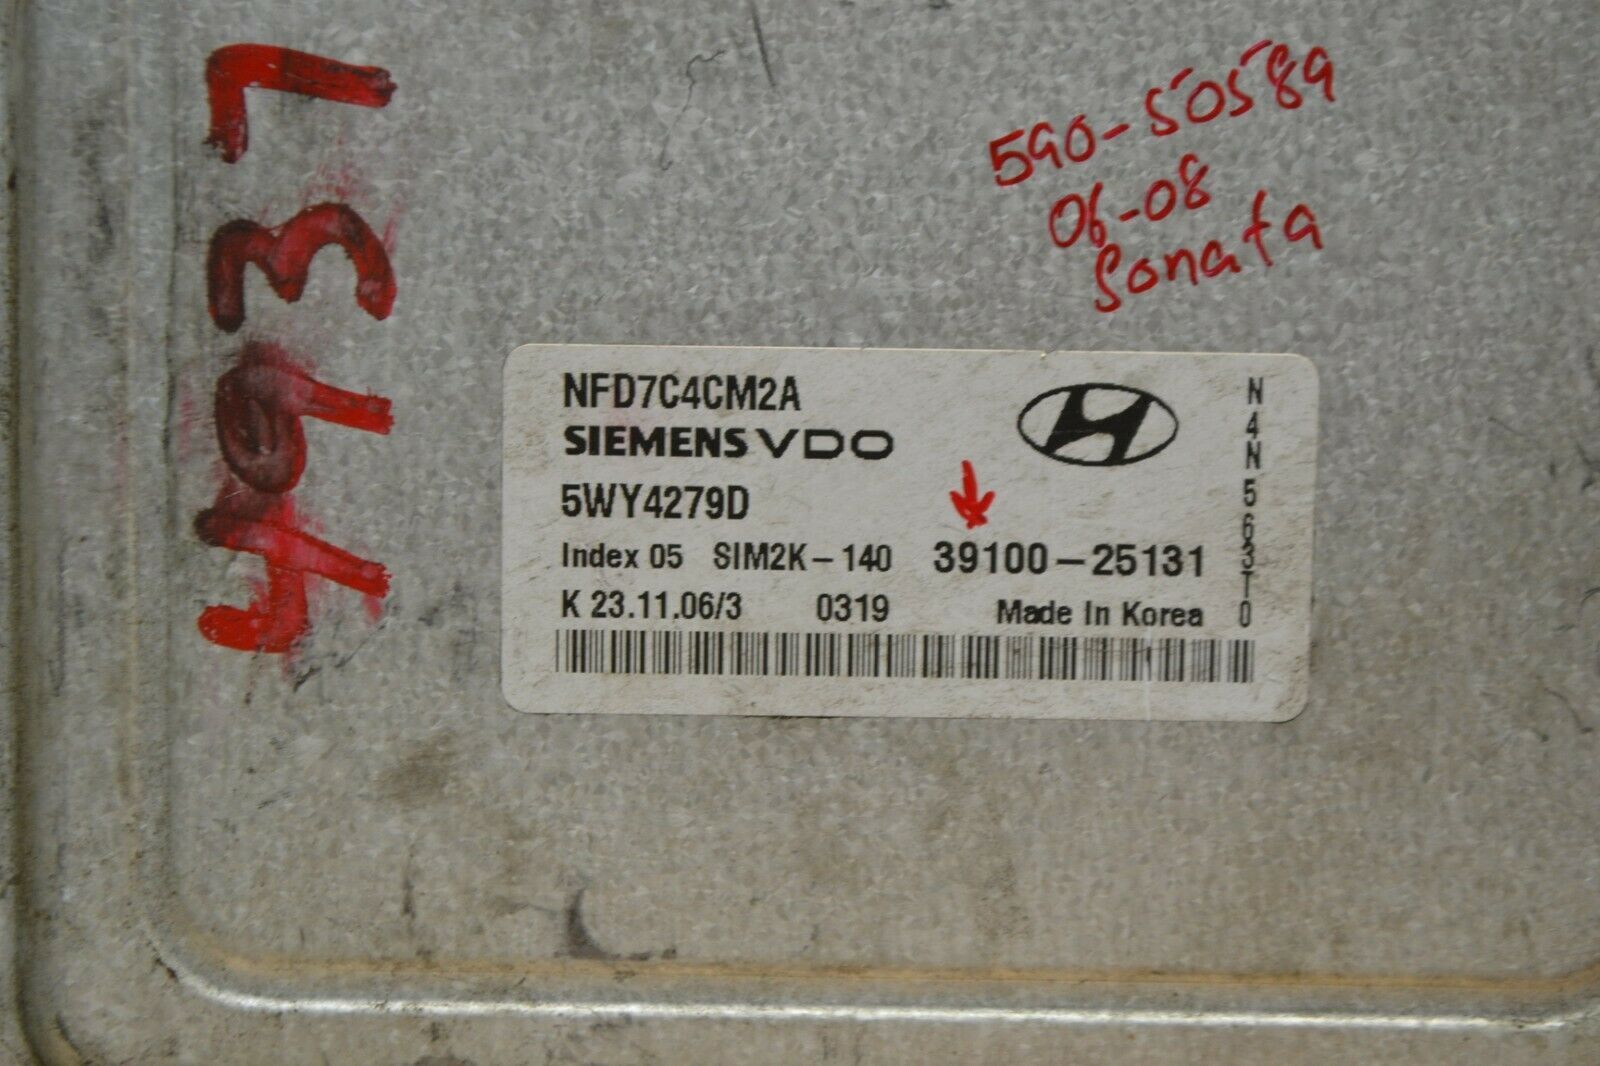 LE64
590-50589
06-08
Sonata
NFD7C4CM2A
SIEMENS VDO
5WY4279D
Index 05 SIM2K-140 39100-25131
K 23.11.06/3 0319 Made In Korea
N4N563T0